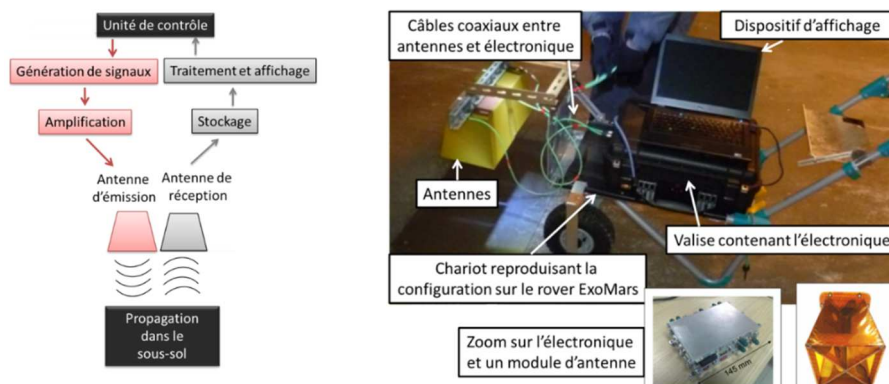 Unité de contrôle
Génération de signaux
Traitement et affichage
Amplification
Stockage
Antenne
d'émission
Antenne de
réception
Propagation
dans le
sous-sol
Câbles coaxiaux entre
antennes et électronique
Dispositif d'affichage
Antennes
Valise contenant l'électronique
Chariot reproduisant la
configuration sur le rover ExoMars
Zoom sur l'électronique
et un module d'antenne
145 mm